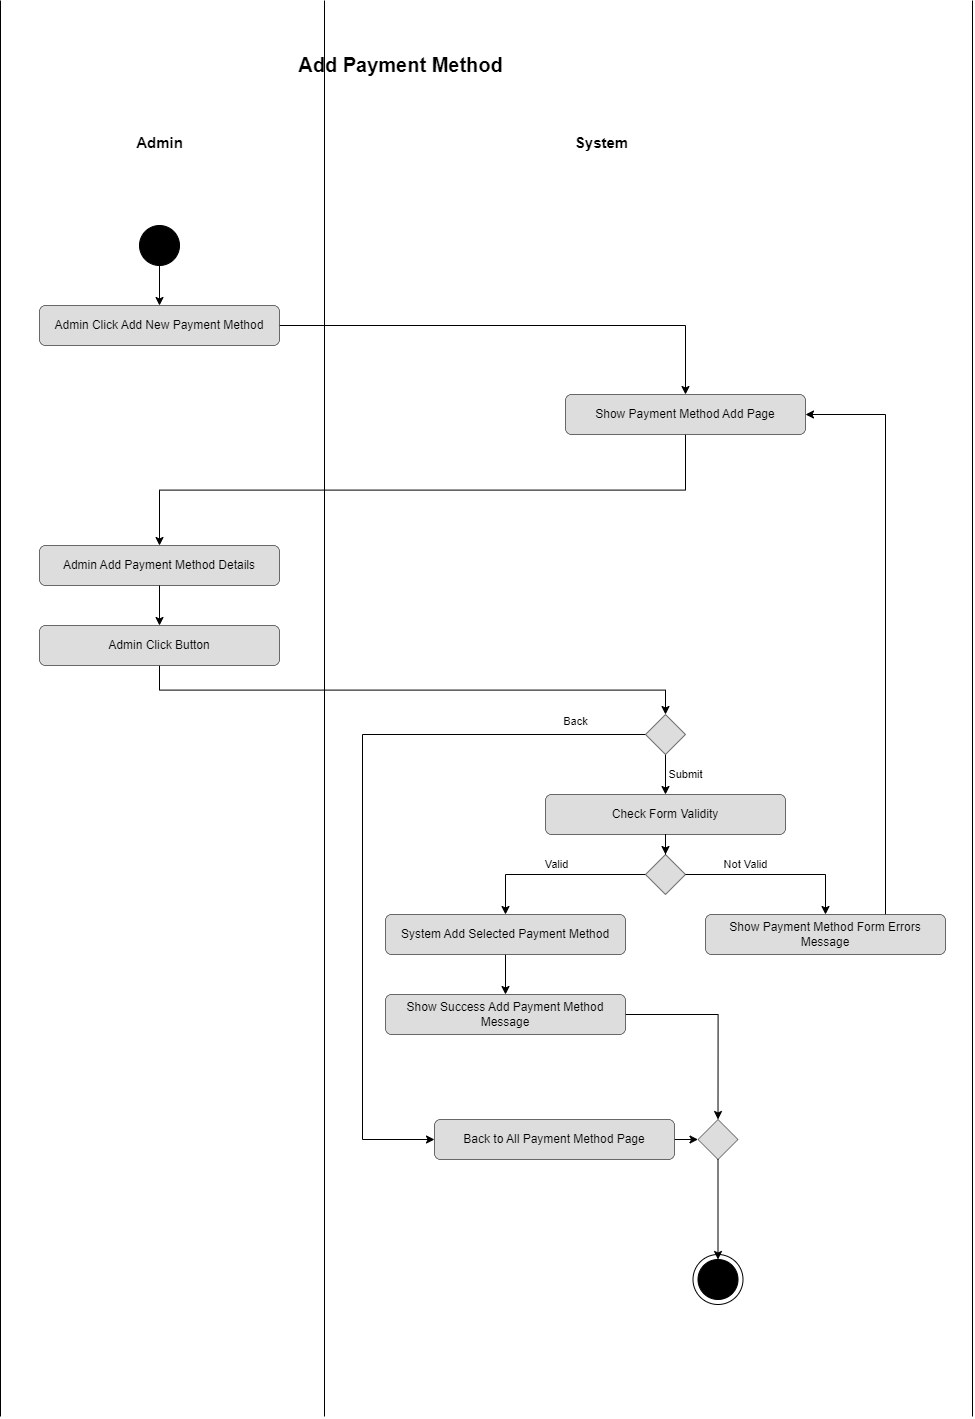 Add Payment Method
Admin
System
Admin Click Add New Payment Method
Show Payment Method Add Page
Admin Add Payment Method Details
Admin Click Button
Back
Submit
Check Form Validity
Valid
Not Valid
System Add Selected Payment Method
Show Payment Method Form Errors
Message
Show Success Add Payment Method
Message
Back to All Payment Method Page